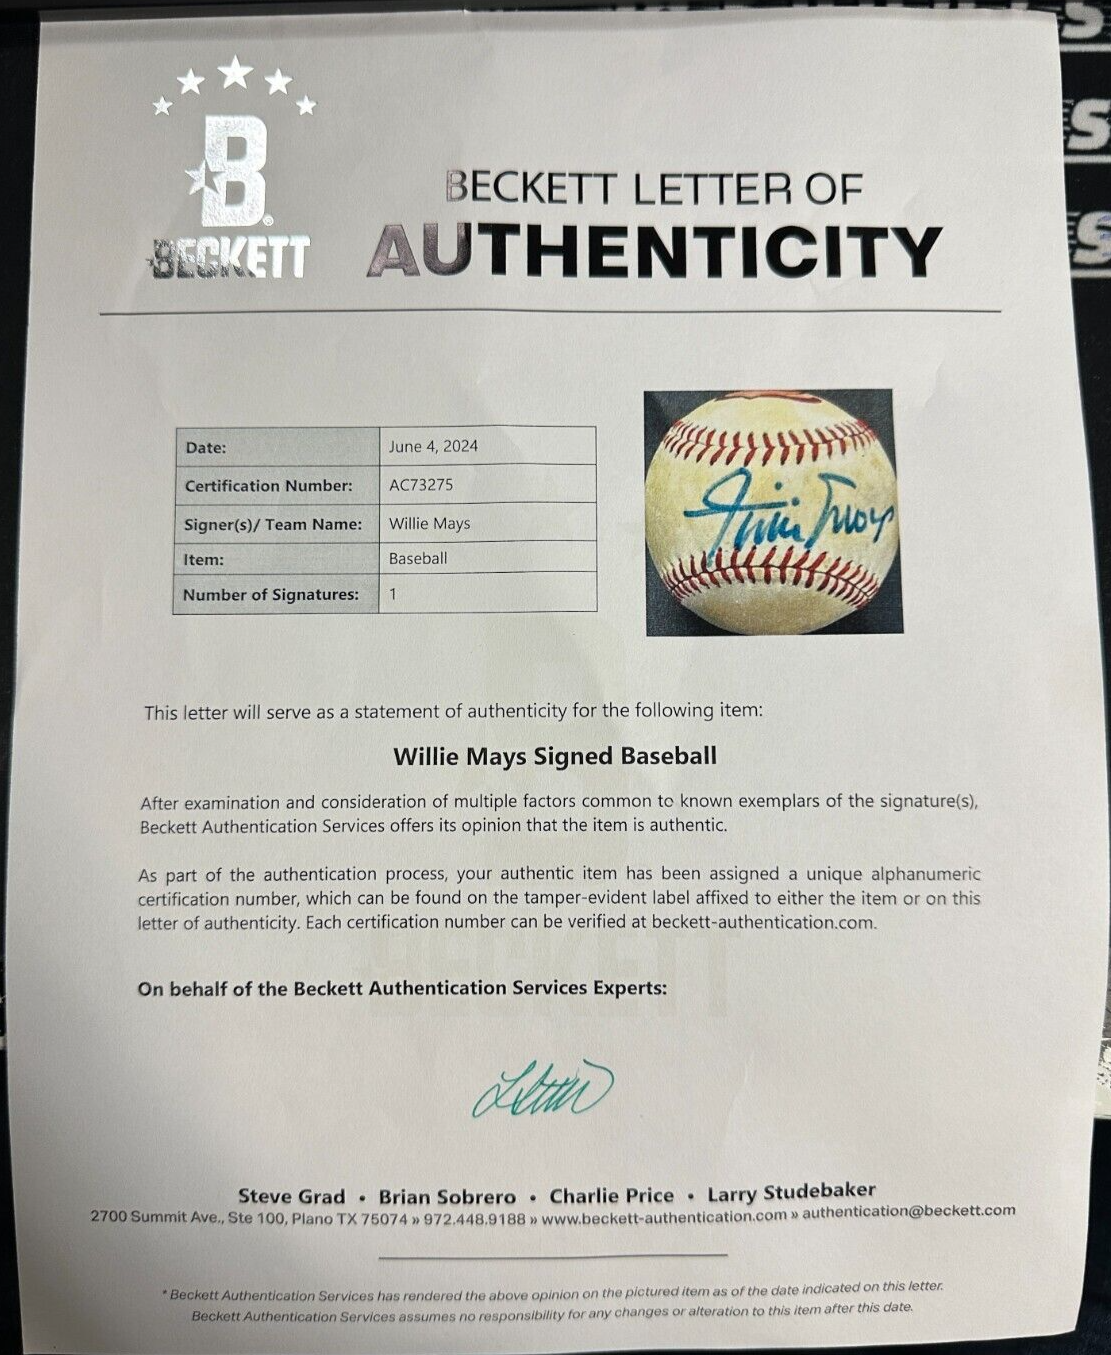 BECKETT
BECKETT LETTER OF
AUTHENTICITY
Date: June 4, 2024
Certification Number: AC73275
Signer(s)/ Team Name: Willie Mays
Item: Baseball
Number of Signatures: 1
Willie Mays
This letter will serve as a statement of authenticity for the following item:
Willie Mays Signed Baseball
After examination and consideration of multiple factors common to known exemplars of the signature(s),
Beckett Authentication Services offers its opinion that the item is authentic.
As part of the authentication process, your authentic item has been assigned a unique alphanumeric
certification number, which can be found on the tamper-evident label affixed to either the item or on this
letter of authenticity. Each certification number can be verified at beckett-authentication.com.
On behalf of the Beckett Authentication Services Experts:
Steve Grad • Brian Sobrero • Charlie Price • Larry Studebaker
2700 Summit Ave., Ste 100, Plano TX 75074 » 972.448.9188 » www.beckett-authentication.com » authentication@beckett.com
* Beckett Authentication Services has rendered the above opinion on the pictured item as of the date indicated on this letter.
Beckett Authentication Services assumes no responsibility for any changes or alteration to this item after this date.